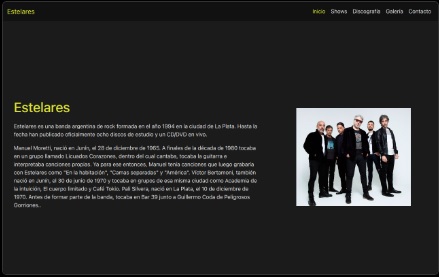 Estelares
Inicio Shows Discografía Galería Contacto
Estelares
Estelares es una banda argentina de rock formada en el año 1994 en la ciudad de La Plata. Hasta la
fecha han publicado oficialmente ocho discos de estudio y un CD/DVD en vivo.
Manuel Moretti, nació en Junín, el 28 de diciembre de 1965. A finales de la década de 1980 tocaba
en un grupo llamado Licuados Corazones, dentro del cual cantaba, tocaba la guitarra e
interpretaba canciones propias. Ya para ese entonces, Manuel tenía canciones que luego grabaría
con Estelares como "En la habitación", "Camas separadas" y "América". Víctor Bertamoni, también
nació en Junín, el 30 de junio de 1970 y tocaba en grupos de esa misma ciudad como Academia de
la Intuición, El cuerpo limitado y Café Tokio. Pali Silvera, nació en La Plata, el 10 de diciembre de
1970. Antes de formar parte de la banda, tocaba en Bar 39 junto a Guillermo Coda de Peligrosos
Gorriones.